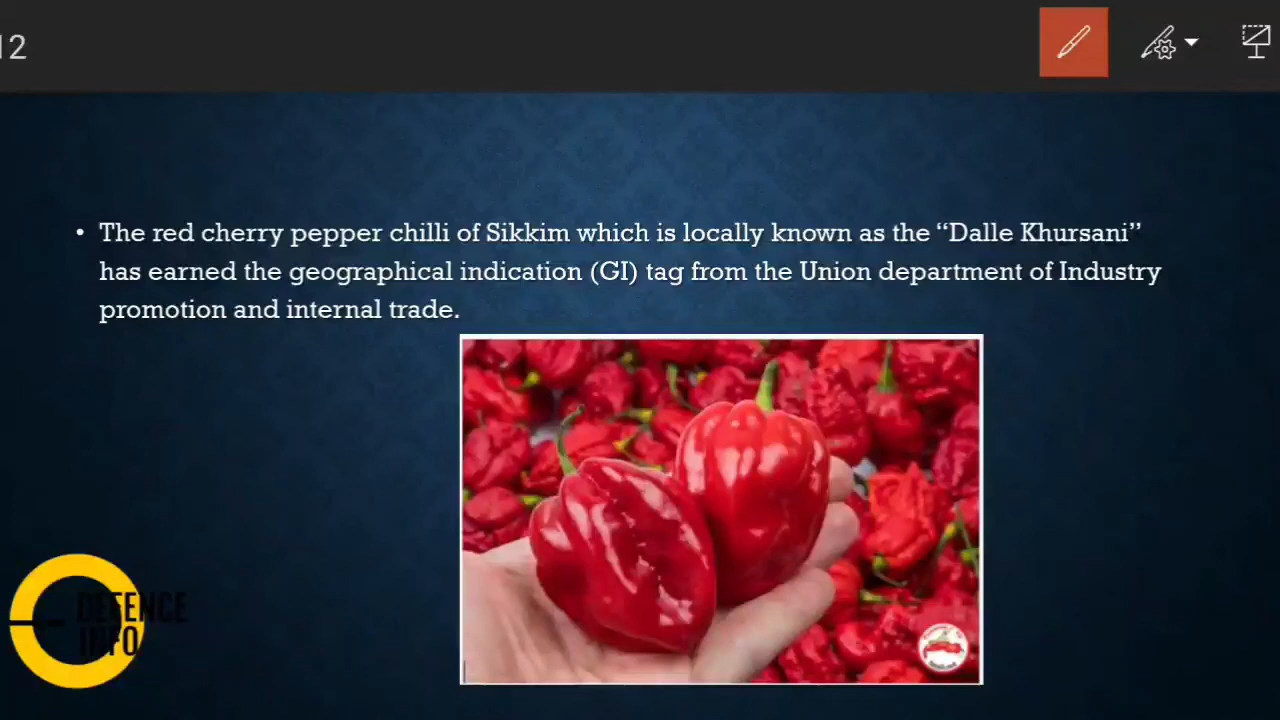 12
• The red cherry pepper chilli of Sikkim which is locally known as the “Dalle Khursani”
has earned the geographical indication (GI) tag from the Union department of Industry
promotion and internal trade.
DEFENCE
INFO